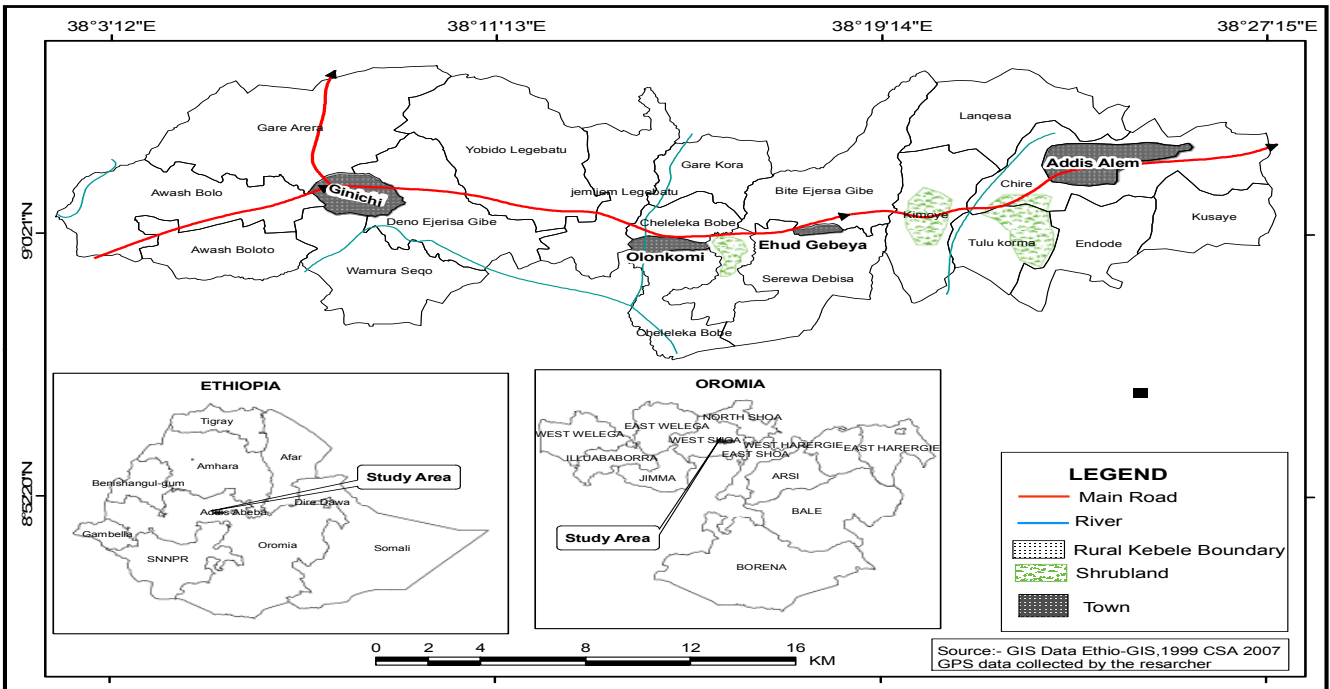 38°3'12"E 38°11'13"E 38°19'14"E 38°27'15"E
9°0'21"N
8°52'20"N
Gare Arera
Yobido Legebatu
Lanqesa
Gare Kora
Addis Alem
Awash Bolo
Ginichi
jemjem Legebatu
Bite Ejersa Gibe
Chire
Kimoye
Kusaye
Deno Ejerisa Gibe
Cheleleka Bobe
Awash Boloto
Olonkomi
Ehud Gebeya
Tulu korma
Endode
Wamura Seqo
Serewa Debisa
Cheleleka Bobe
ETHIOPIA
Tigray
Afar
Amhara
Study Area
Benishangul-gum
Dire Dawa
Addis Abeba
Gambella
SNNPR
Oromia
Somali
OROMIA
NORTH SHOA
EAST WELEGA
WEST WELEGA
WEST SHOA
WEST HARERGIE
EAST HARERGIE
EAST SHOA
ILLUABABORRA
JIMMA
ARSI
BALE
Study Area
BORENA
LEGEND
Main Road
River
Rural Kebele Boundary
Shrubland
Town
0 2 4 8 12 16
KM
Source:- GIS Data Ethio-GIS,1999 CSA 2007
GPS data collected by the resarcher